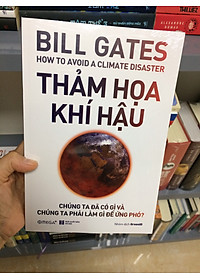 BILL GATES
HOW TO AVOID A CLIMATE DISASTER
THẢM HỌA
KHÍ HẬU
CHÚNG TA ĐÃ CÓ GÌ VÀ
CHÚNG TA PHẢI LÀM GÌ ĐỂ ỨNG PHÓ?
OMEGA+